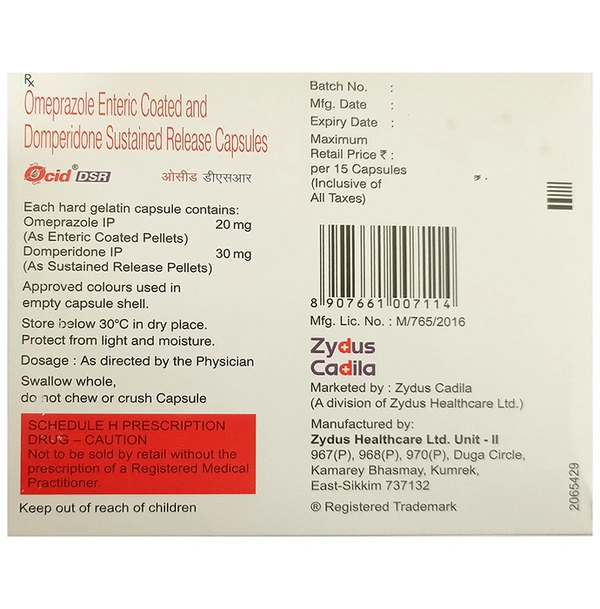 Rx
Omeprazole Enteric Coated and
Domperidone Sustained Release Capsules
Ocid® DSR ओसीड डीएसआर
Each hard gelatin capsule contains:
Omeprazole IP 20 mg
(As Enteric Coated Pellets)
Domperidone IP 30 mg
(As Sustained Release Pellets)
Approved colours used in
empty capsule shell.
Store below 30°C in dry place.
Protect from light and moisture.
Dosage : As directed by the Physician
Swallow whole,
do not chew or crush Capsule
SCHEDULE H PRESCRIPTION
DRUG – CAUTION
Not to be sold by retail without the
prescription of a Registered Medical
Practitioner.
Keep out of reach of children
Batch No. :
Mfg. Date :
Expiry Date :
Maximum
Retail Price ₹ :
per 15 Capsules
(Inclusive of ₹.
All Taxes)
8 907661 007114
Mfg. Lic. No. : M/765/2016
Zydus
Cadila
Marketed by : Zydus Cadila
(A division of Zydus Healthcare Ltd.)
Manufactured by:
Zydus Healthcare Ltd. Unit - II
967(P), 968(P), 970(P), Duga Circle,
Kamarey Bhasmay, Kumrek,
East-Sikkim 737132
® Registered Trademark
2065429